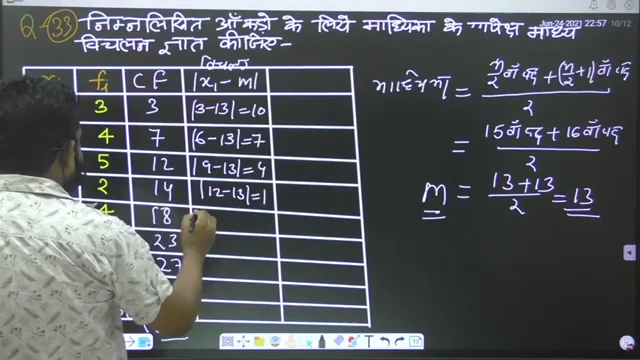 Q-(33) निम्नलिखित आँकड़ो के लिये माध्यिका के सापेक्ष माध्य
विचलन ज्ञात कीजिए-
Jun-24-2021 22:57 10/12
विचलन
fᵢ CF |xᵢ-M|
3 3 |3-13|=10
4 7 |6-13|=7
5 12 |9-13|=4
2 14 |12-13|=1
4 18
23
27
= n/2 वाँ पद + (n/2+1) वाँ पद / 2
= 15 वाँ पद + 16 वाँ पद / 2
M = 13+13 / 2 = 13